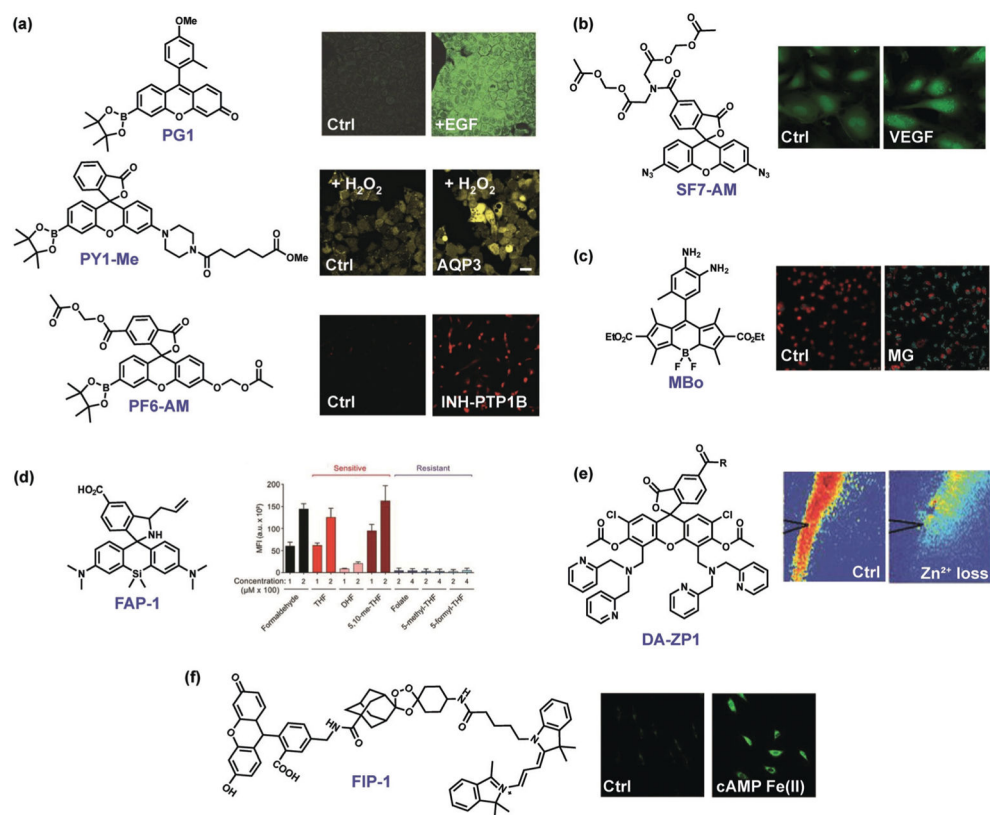 (a)
OMe
O
B
O
O
O
PG1
Ctrl
+EGF
O
O
O
B
O
O
N
N
O
O
OMe
PY1-Me
+ H₂O₂
Ctrl
+ H₂O₂
AQP3
O
O
O
O
O
O
O
B
O
O
O
O
O
PF6-AM
Ctrl
INH-PTP1B
(b)
O
O
O
O
O
O
O
O
N
O
O
O
N₃
O
N₃
SF7-AM
Ctrl
VEGF
(c)
NH₂
NH₂
EtO₂C
N
N
CO₂Et
B
F
F
MBo
Ctrl
MG
(d)
HO₂C
NH
N
Si
Me
Me
N
FAP-1
Sensitive
Resistant
MFI (a.u. x 10³)
200
150
100
50
0
Concentration:
(µM x 100)
1 2 1 2 1 2 1 2 2 4 2 4 2 4
Formaldehyde
THF
DHF
5,10-me-THF
Folate
5-methyl-THF
5-formyl-THF
(e)
O
R
O
O
Cl
Cl
O
O
O
O
O
N
N
N
N
N
N
DA-ZP1
Ctrl
Zn²⁺ loss
(f)
O
O
OH
COOH
NH
O
O-O
O
H
N
O
N
N
+
FIP-1
Ctrl
cAMP Fe(II)